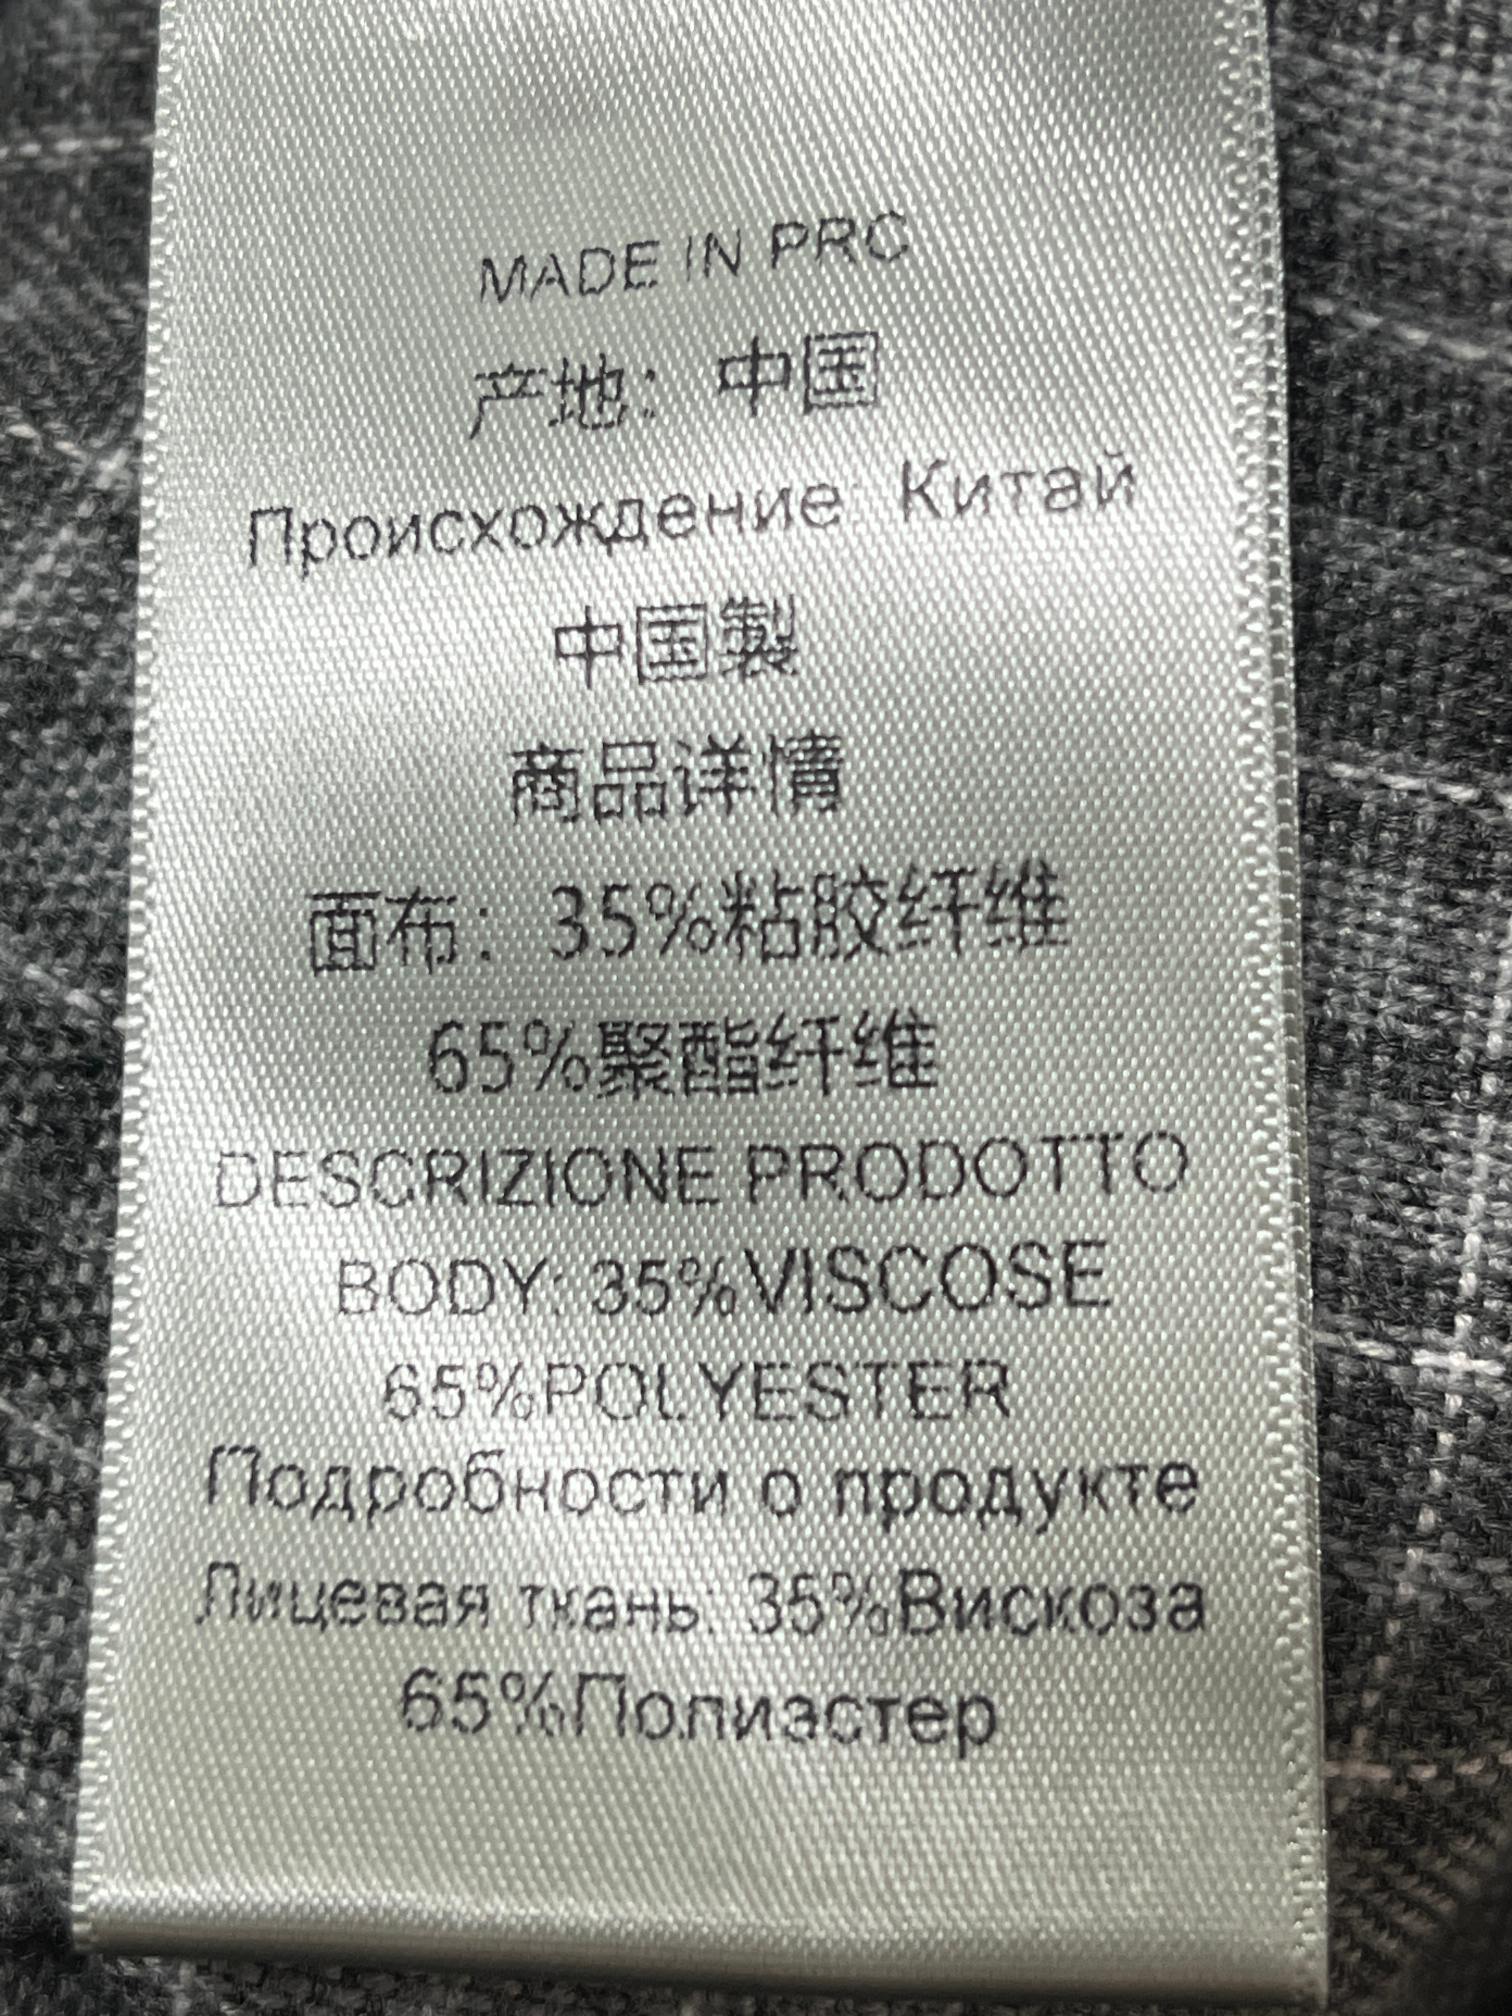 MADE IN PRC
产地：中国
Происхождение: Китай
中国製
商品详情
面布：35%粘胶纤维
65%聚酯纤维
DESCRIZIONE PRODOTTO
BODY: 35%VISCOSE
65%POLYESTER
Подробности о продукте
Лицевая ткань: 35%Вискоза
65%Полиэстер